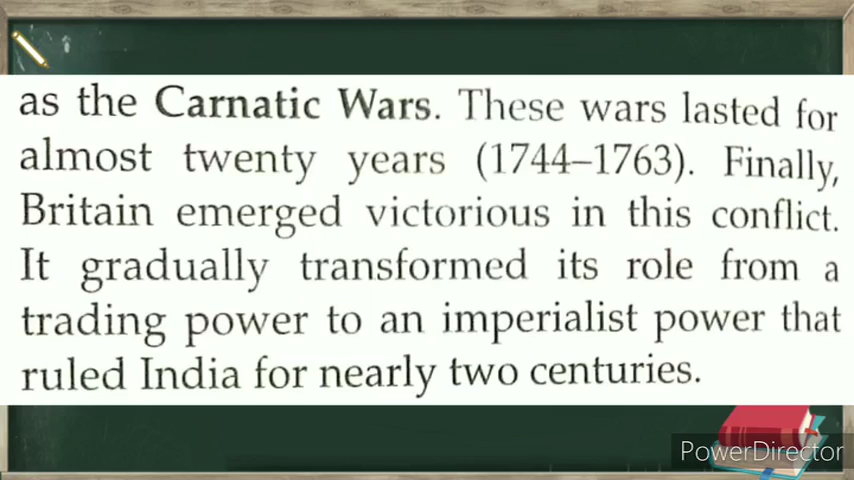 as the Carnatic Wars. These wars lasted for
almost twenty years (1744–1763). Finally,
Britain emerged victorious in this conflict.
It gradually transformed its role from a
trading power to an imperialist power that
ruled India for nearly two centuries.
PowerDirector